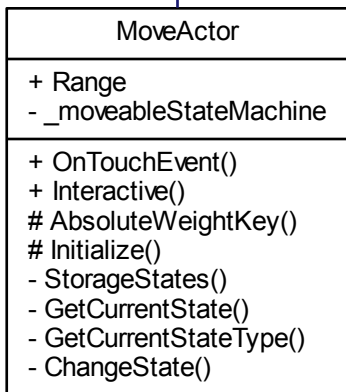 MoveActor
+ Range
- _moveableStateMachine
+ OnTouchEvent()
+ Interactive()
# AbsoluteWeightKey()
# Initialize()
- StorageStates()
- GetCurrentState()
- GetCurrentStateType()
- ChangeState()